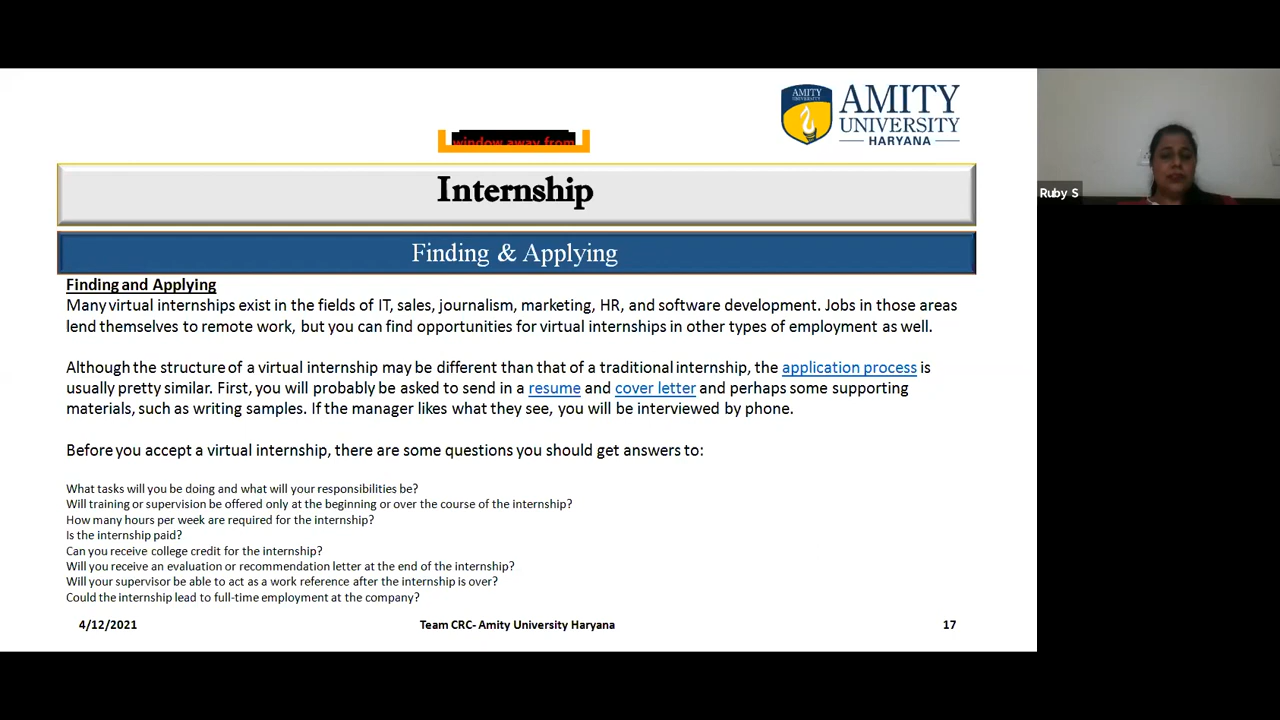 AMITY
UNIVERSITY
AMITY
UNIVERSITY
HARYANA
window away from
Internship
Ruby S
Finding & Applying
Finding and Applying
Many virtual internships exist in the fields of IT, sales, journalism, marketing, HR, and software development. Jobs in those areas
lend themselves to remote work, but you can find opportunities for virtual internships in other types of employment as well.
Although the structure of a virtual internship may be different than that of a traditional internship, the application process is
usually pretty similar. First, you will probably be asked to send in a resume and cover letter and perhaps some supporting
materials, such as writing samples. If the manager likes what they see, you will be interviewed by phone.
Before you accept a virtual internship, there are some questions you should get answers to:
What tasks will you be doing and what will your responsibilities be?
Will training or supervision be offered only at the beginning or over the course of the internship?
How many hours per week are required for the internship?
Is the internship paid?
Can you receive college credit for the internship?
Will you receive an evaluation or recommendation letter at the end of the internship?
Will your supervisor be able to act as a work reference after the internship is over?
Could the internship lead to full-time employment at the company?
4/12/2021 Team CRC- Amity University Haryana 17